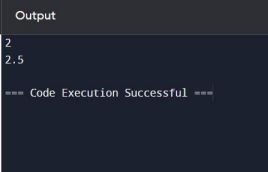 Output
2
2.5
=== Code Execution Successful ===